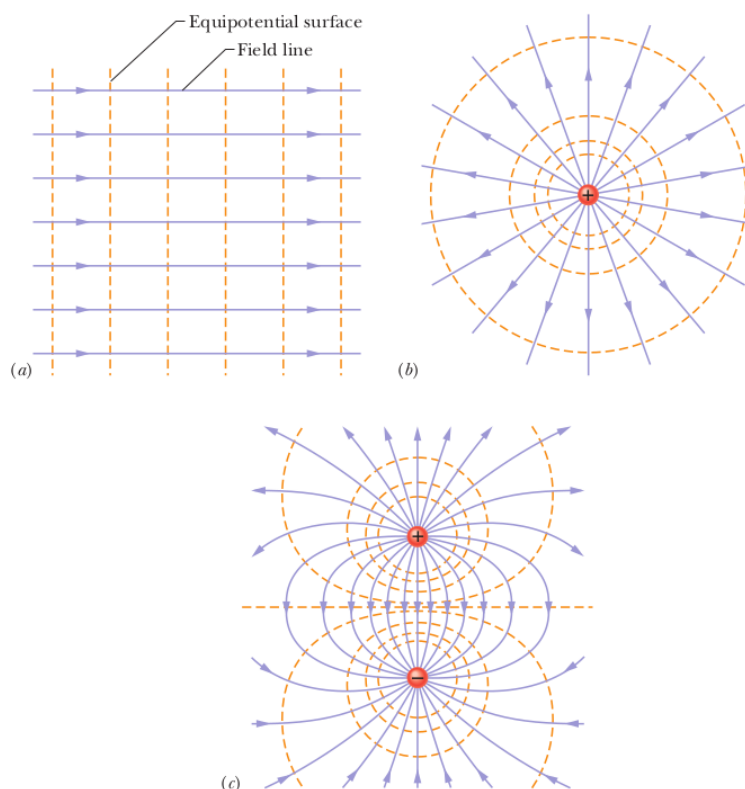 Equipotential surface
Field line
(a)
+
(b)
+
−
(c)